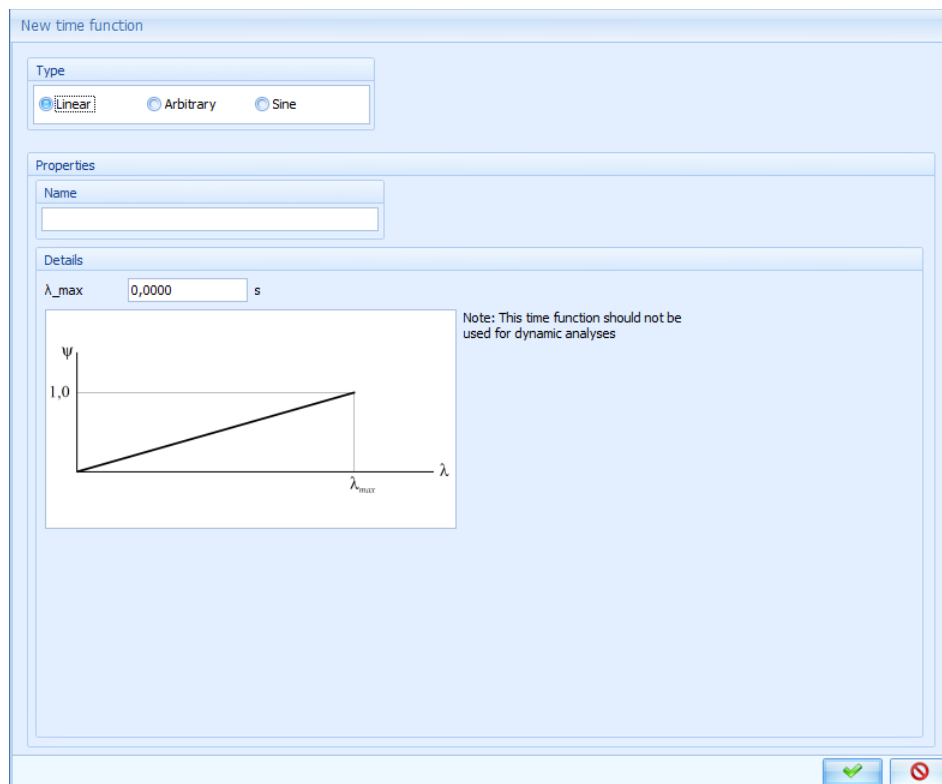 New time function
Type
Linear Arbitrary Sine
Properties
Name
Details
λ_max 0,0000 s
Note: This time function should not be
used for dynamic analyses
ψ
1,0
λ
λmax